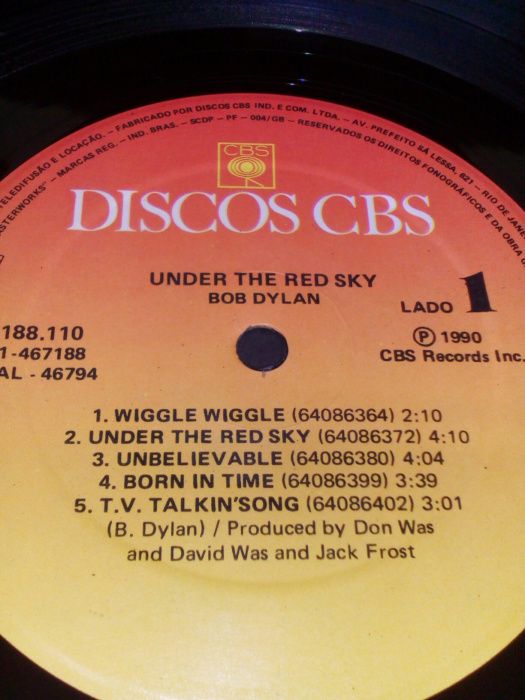 TELEDIFUSÃO E LOCAÇÃO. - FABRICADO POR DISCOS CBS IND. E COM. LTDA. - AV. PREFEITO SÁ LESSA, 621 - RIO DE JANE
ASTERWORKS" - MARCAS REG. - IND. BRAS. - SCDP - PF - 004/GB - RESERVADOS OS DIREITOS FONOGRÁFICOS E DA OBRA
CBS
DISCOS CBS
UNDER THE RED SKY
BOB DYLAN
LADO 1
188.110
1-467188
AL - 46794
Ⓟ 1990
CBS Records Inc.
1. WIGGLE WIGGLE (64086364) 2:10
2. UNDER THE RED SKY (64086372) 4:10
3. UNBELIEVABLE (64086380) 4:04
4. BORN IN TIME (64086399) 3:39
5. T.V. TALKIN'SONG (64086402) 3:01
(B. Dylan) / Produced by Don Was
and David Was and Jack Frost